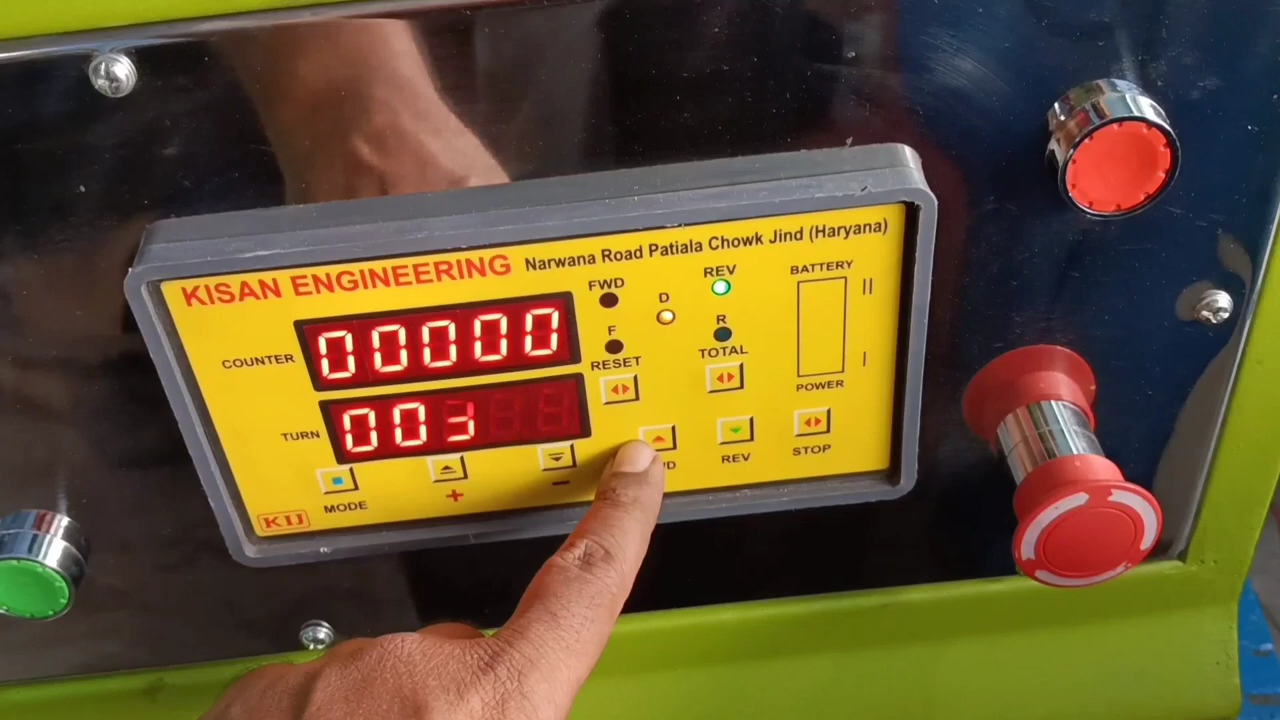 KISAN ENGINEERING Narwana Road Patiala Chowk Jind (Haryana)
FWD REV BATTERY
D
F R
COUNTER 00000
RESET TOTAL
POWER
TURN 00
REV STOP
MODE + -
KIJ